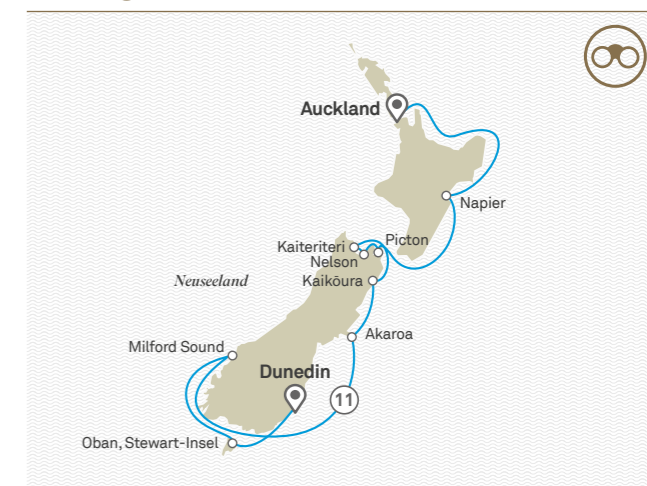 Auckland
Napier
Picton
Kaiteriteri
Nelson
Neuseeland
Kaikōura
Akaroa
Milford Sound
Dunedin
11
Oban, Stewart-Insel